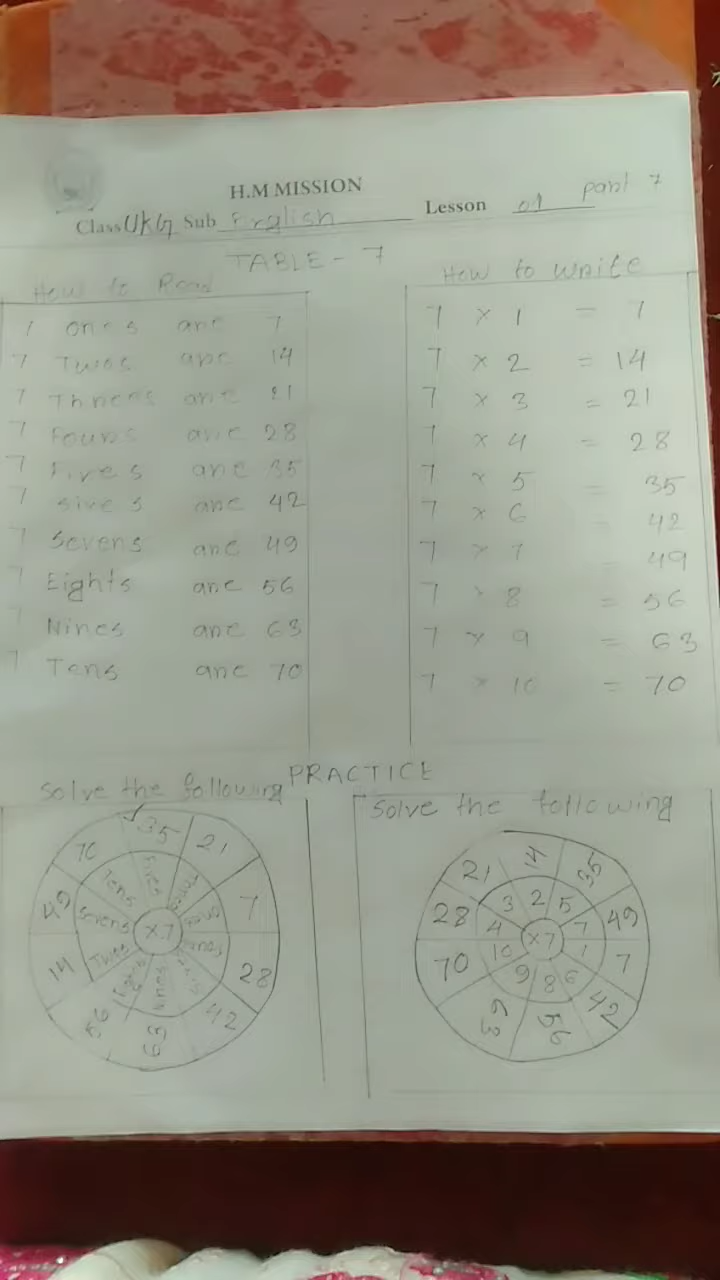 H.M MISSION
Class UKG Sub English Lesson 01 part 7
TABLE - 7
How to Read
7 ones are 7
7 Twos are 14
7 Threes are 21
7 Fours are 28
7 Fives are 35
7 sixes are 42
7 Sevens are 49
7 Eights are 56
7 Nines are 63
7 Tens are 70
How to write
7 × 1 = 7
7 × 2 = 14
7 × 3 = 21
7 × 4 = 28
7 × 5 = 35
7 × 6 = 42
7 × 7 = 49
7 × 8 = 56
7 × 9 = 63
7 × 10 = 70
PRACTICE
Solve the following
35 21 7 28 42 63 56 14 49 70
Fives Fours Nines Eights Twos Sevens Tens
×7
Solve the following
14 35 49 7 42 56 63 70 28 21
2 5 7 1 6 8 9 10 4 3
×7